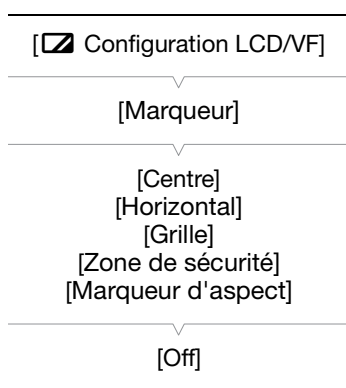 [Configuration LCD/VF]
[Marqueur]
[Centre]
[Horizontal]
[Grille]
[Zone de sécurité]
[Marqueur d'aspect]
[Off]